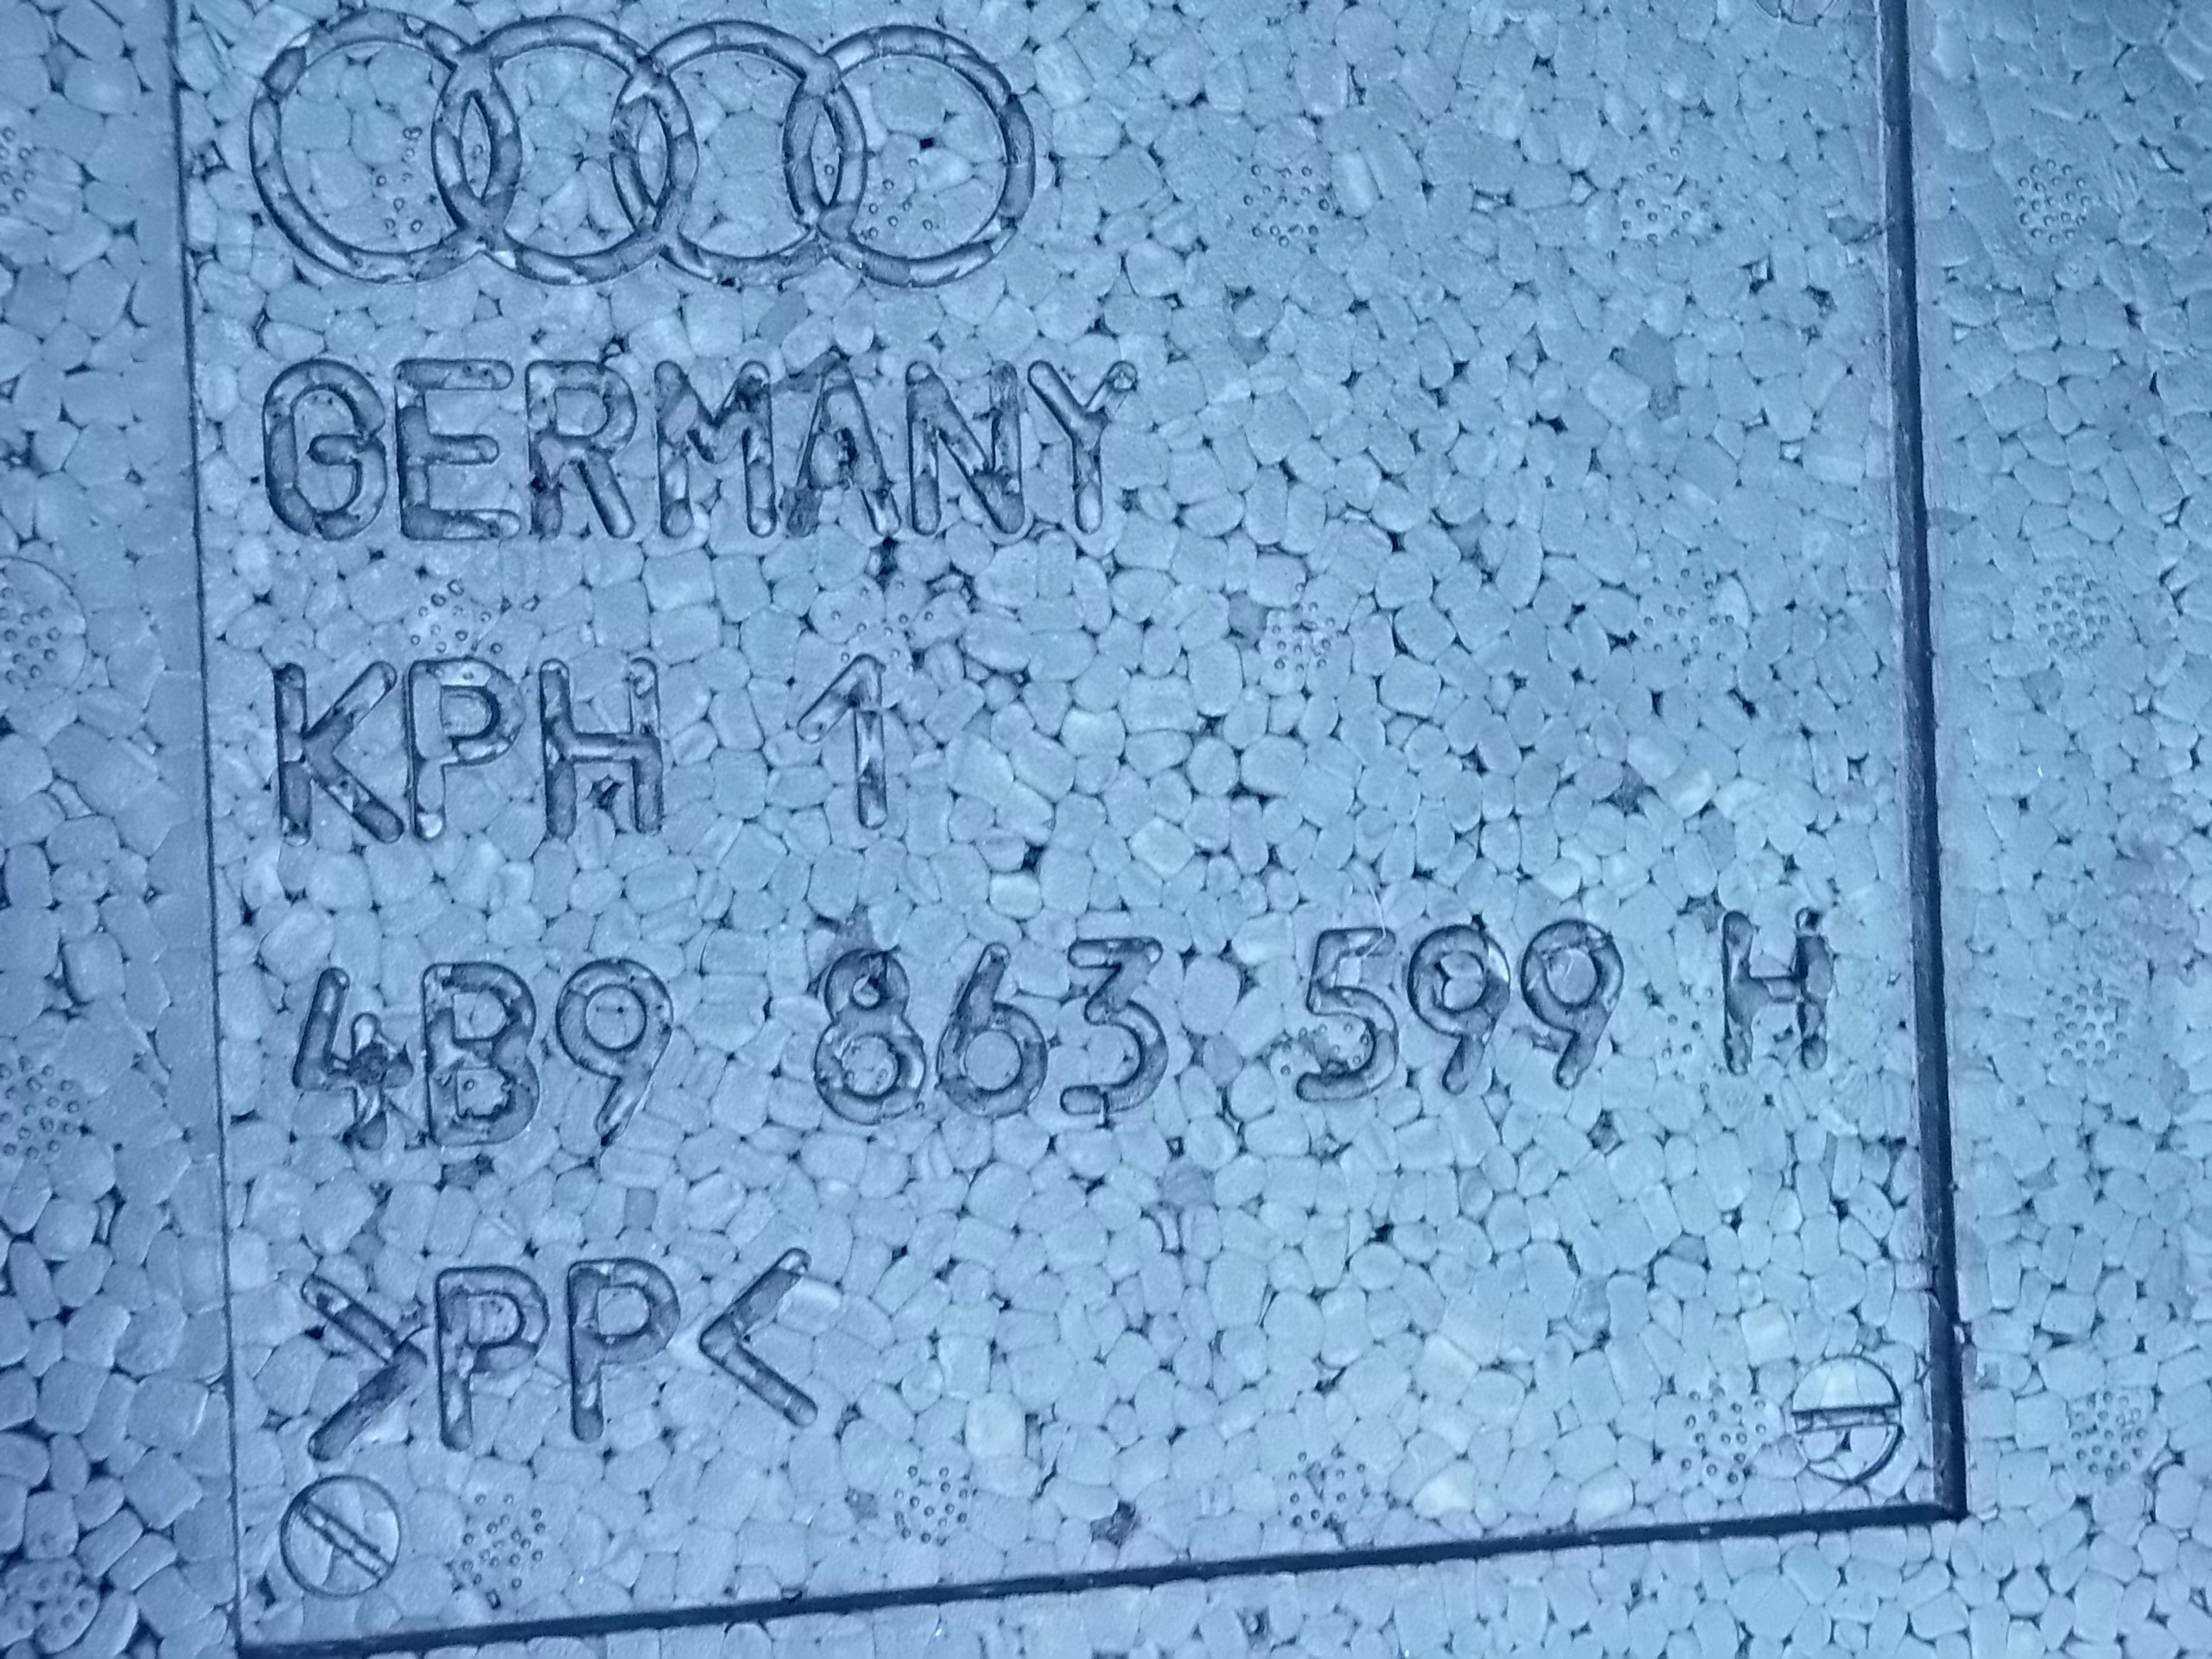 GERMANY
KPH 1
4B9 863 599 H
>PP<